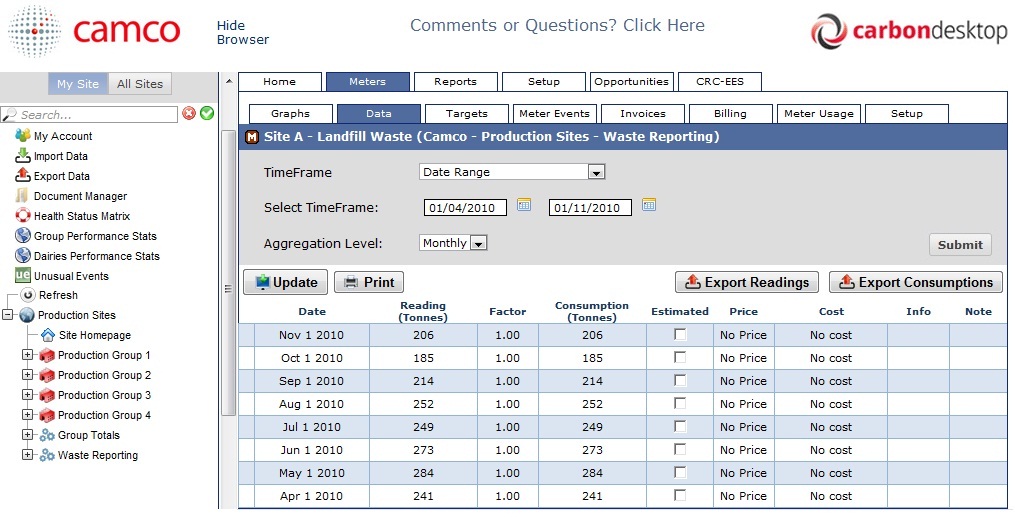 camco
Hide
Browser
Comments or Questions? Click Here
carbondesktop
My Site All Sites
Search...
My Account
Import Data
Export Data
Document Manager
Health Status Matrix
Group Performance Stats
Dairies Performance Stats
ue Unusual Events
Refresh
Production Sites
Site Homepage
Production Group 1
Production Group 2
Production Group 3
Production Group 4
Group Totals
Waste Reporting
Home Meters Reports Setup Opportunities CRC-EES
Graphs Data Targets Meter Events Invoices Billing Meter Usage Setup
M Site A - Landfill Waste (Camco - Production Sites - Waste Reporting)
TimeFrame Date Range
Select TimeFrame: 01/04/2010 01/11/2010
Aggregation Level: Monthly Submit
Update Print Export Readings Export Consumptions
Date Reading (Tonnes) Factor Consumption (Tonnes) Estimated Price Cost Info Note
Nov 1 2010 206 1.00 206 No Price No cost
Oct 1 2010 185 1.00 185 No Price No cost
Sep 1 2010 214 1.00 214 No Price No cost
Aug 1 2010 252 1.00 252 No Price No cost
Jul 1 2010 249 1.00 249 No Price No cost
Jun 1 2010 273 1.00 273 No Price No cost
May 1 2010 284 1.00 284 No Price No cost
Apr 1 2010 241 1.00 241 No Price No cost